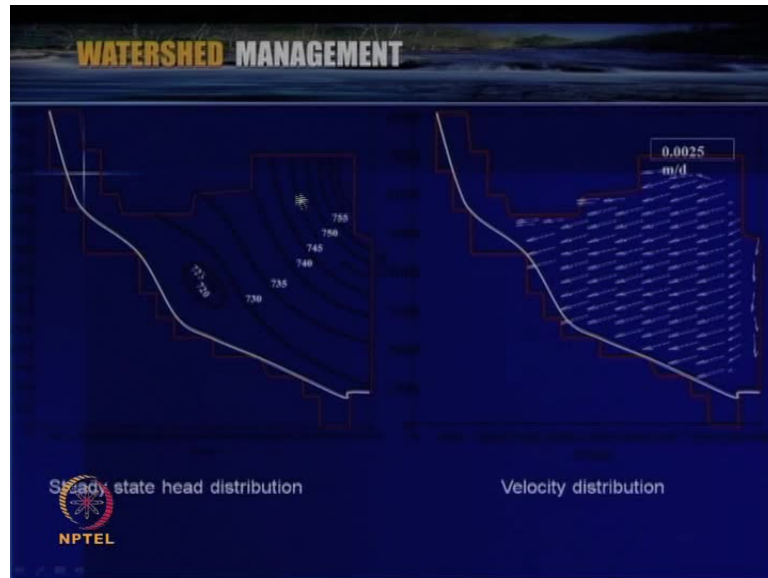 WATERSHED MANAGEMENT
755
750
745
740
735
730
720
0.0025
m/d
Steady state head distribution
Velocity distribution
NPTEL